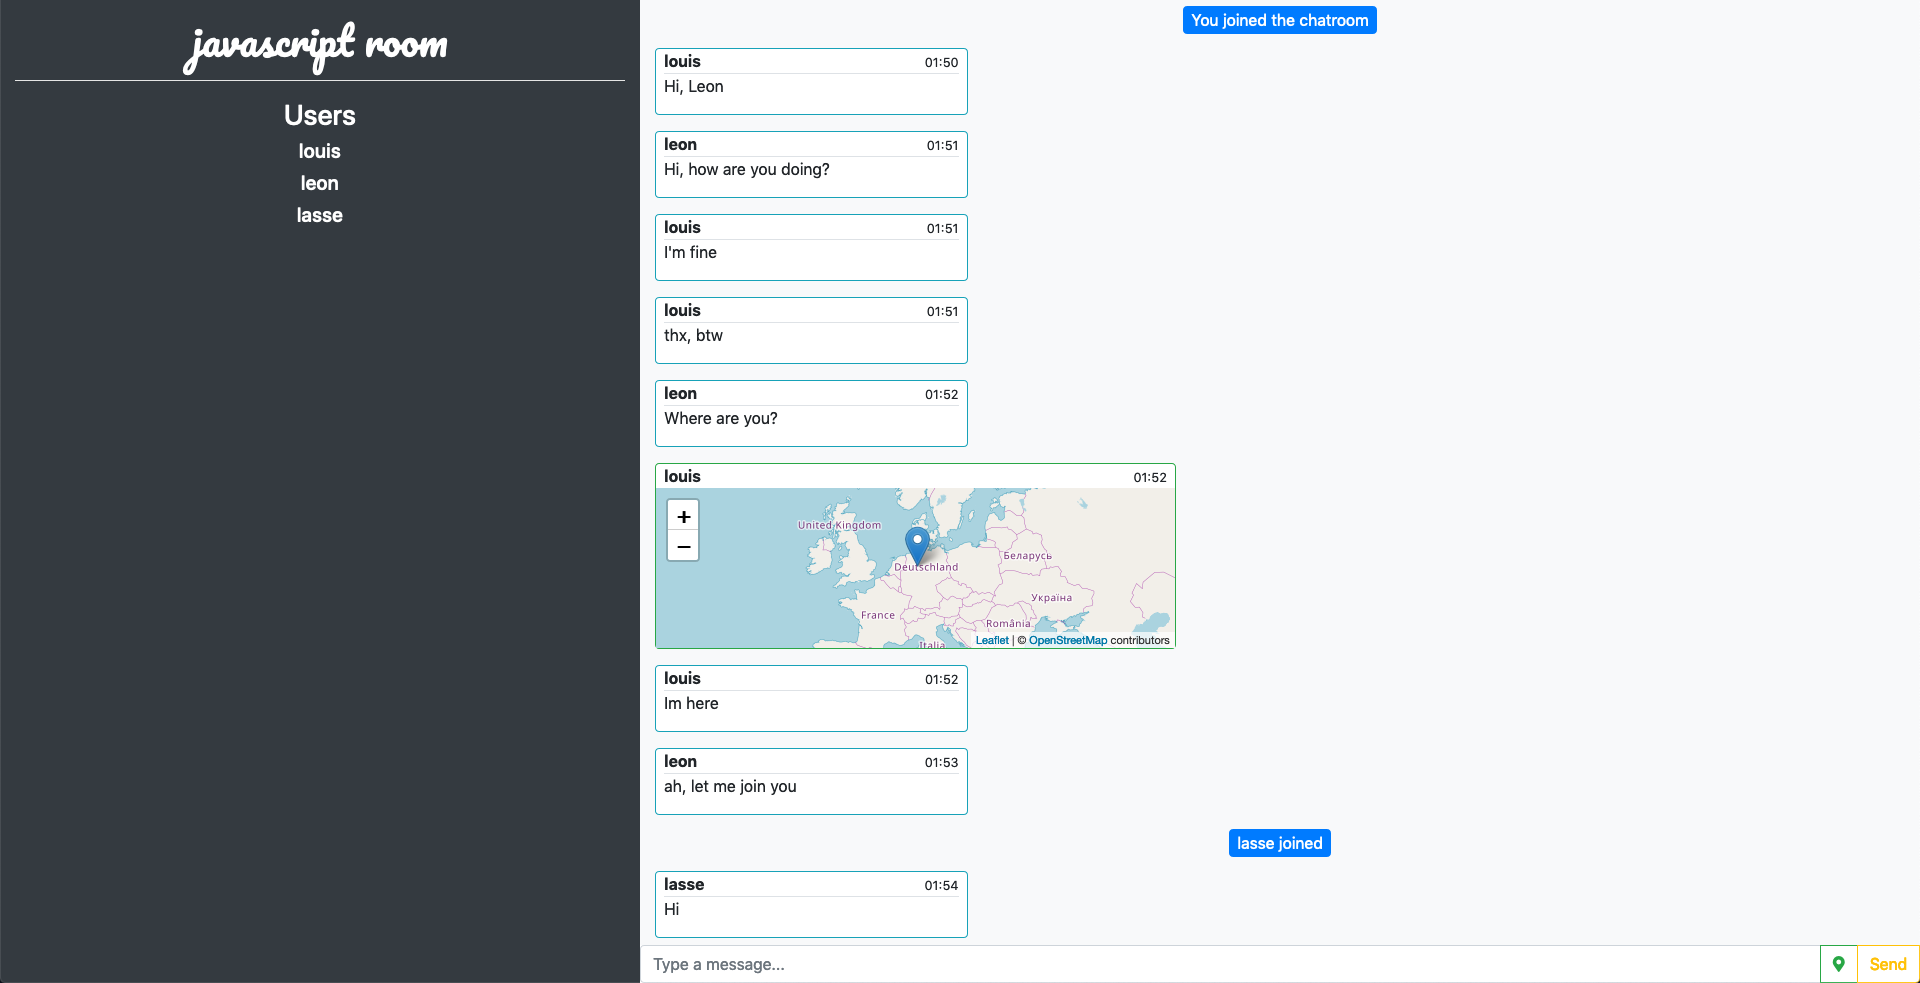 javascript room
Users
louis
leon
lasse
You joined the chatroom
louis 01:50
Hi, Leon
leon 01:51
Hi, how are you doing?
louis 01:51
I'm fine
louis 01:51
thx, btw
leon 01:52
Where are you?
louis 01:52
+
−
United Kingdom
Беларусь
Deutschland
Україна
France
România
Italia
Leaflet | © OpenStreetMap contributors
louis 01:52
Im here
leon 01:53
ah, let me join you
lasse joined
lasse 01:54
Hi
Type a message...
Send